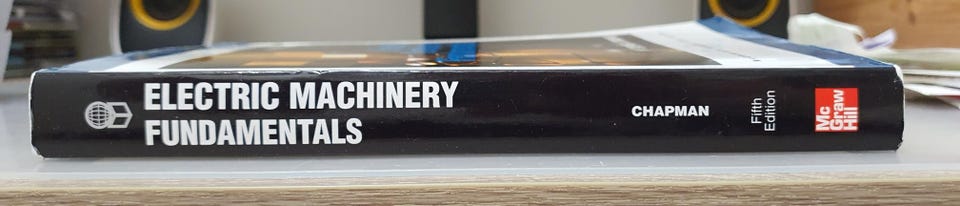 ELECTRIC MACHINERY
FUNDAMENTALS
CHAPMAN
Fifth
Edition
Mc
Graw
Hill